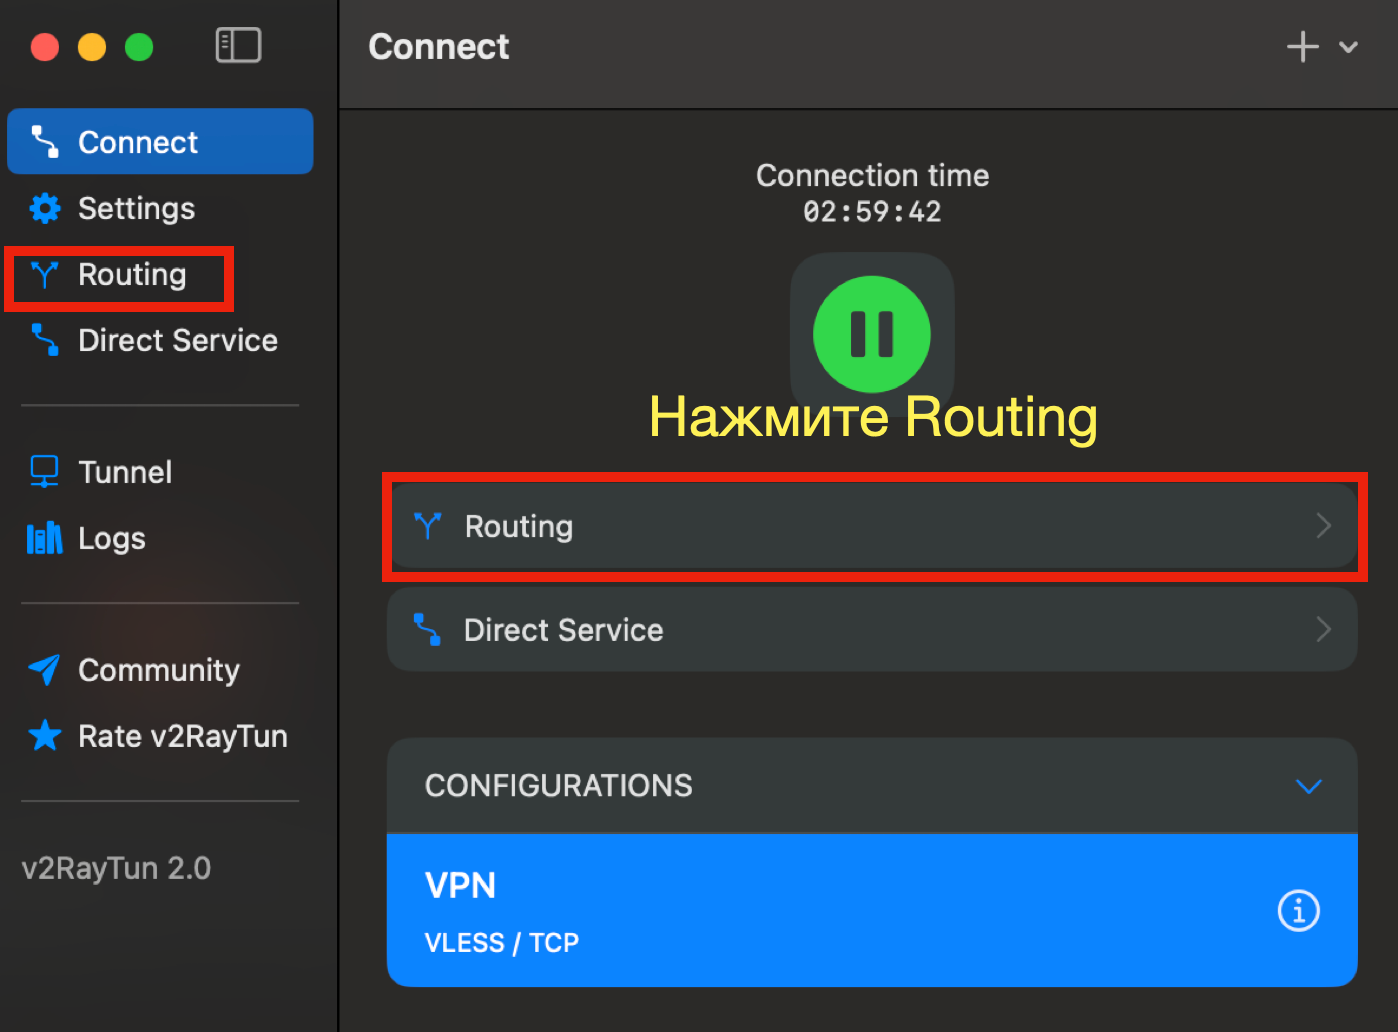 Connect
Settings
Routing
Direct Service
Tunnel
Logs
Community
Rate v2RayTun
v2RayTun 2.0
Connect
Connection time
02:59:42
Нажмите Routing
Routing
Direct Service
CONFIGURATIONS
VPN
VLESS / TCP